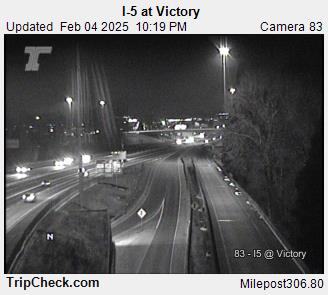 I-5 at Victory
Updated Feb 04 2025 10:19 PM Camera 83
T
N
83 - I5 @ Victory
TripCheck.com Milepost306.80